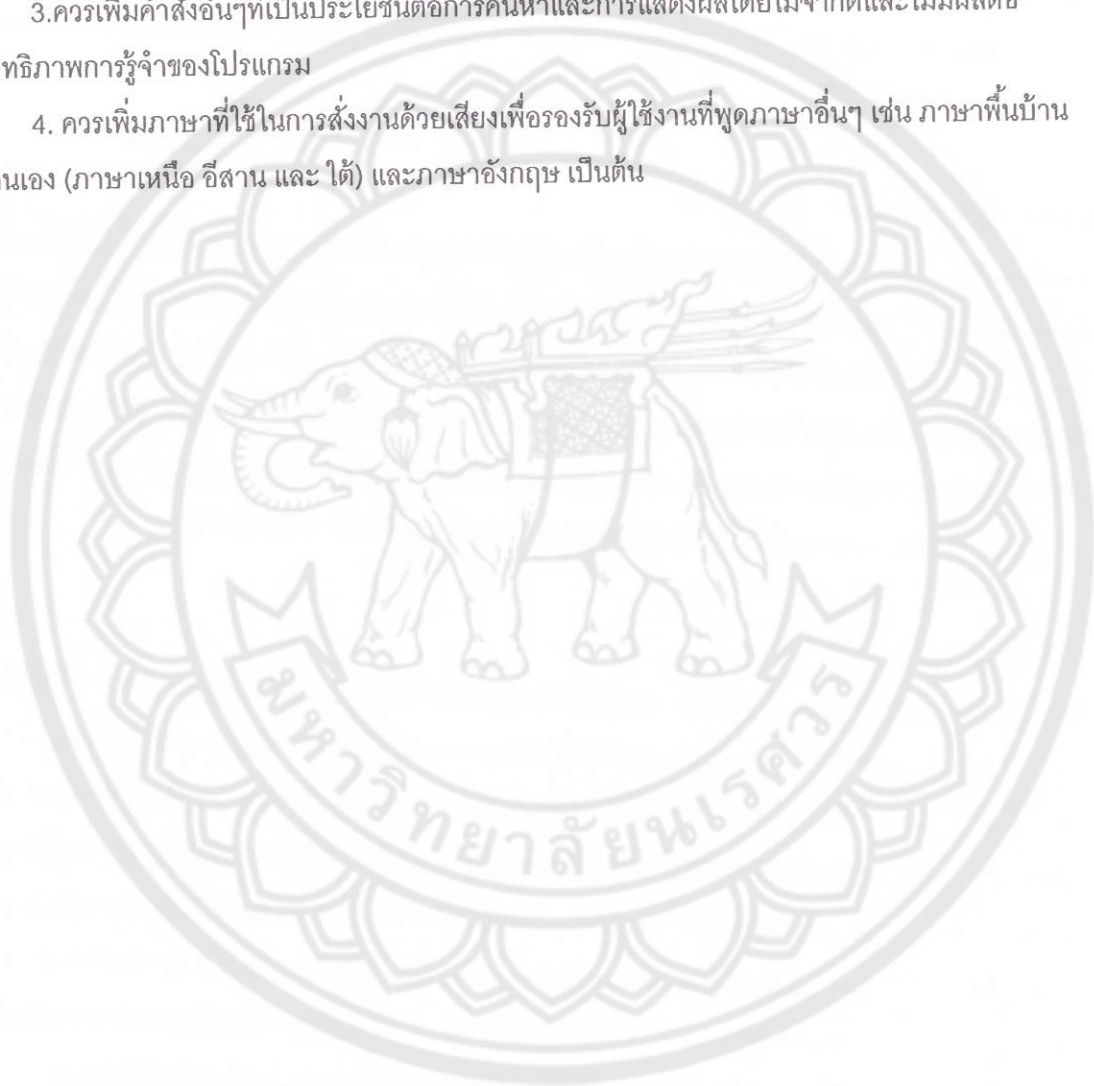 3.ควรเพิ่มคำสั่งอื่นๆที่เป็นประโยชน์ต่อการค้นหาและการแสดงผลโดยไม่จำกัดและไม่มีผลต่อ
ทธิภาพการรู้จำของโปรแกรม
4. ควรเพิ่มภาษาที่ใช้ในการสั่งงานด้วยเสียงเพื่อรองรับผู้ใช้งานที่พูดภาษาอื่นๆ เช่น ภาษาพื้นบ้าน
นเอง (ภาษาเหนือ อีสาน และ ใต้) และภาษาอังกฤษ เป็นต้น
มหาวิทยาลัยนเรศวร